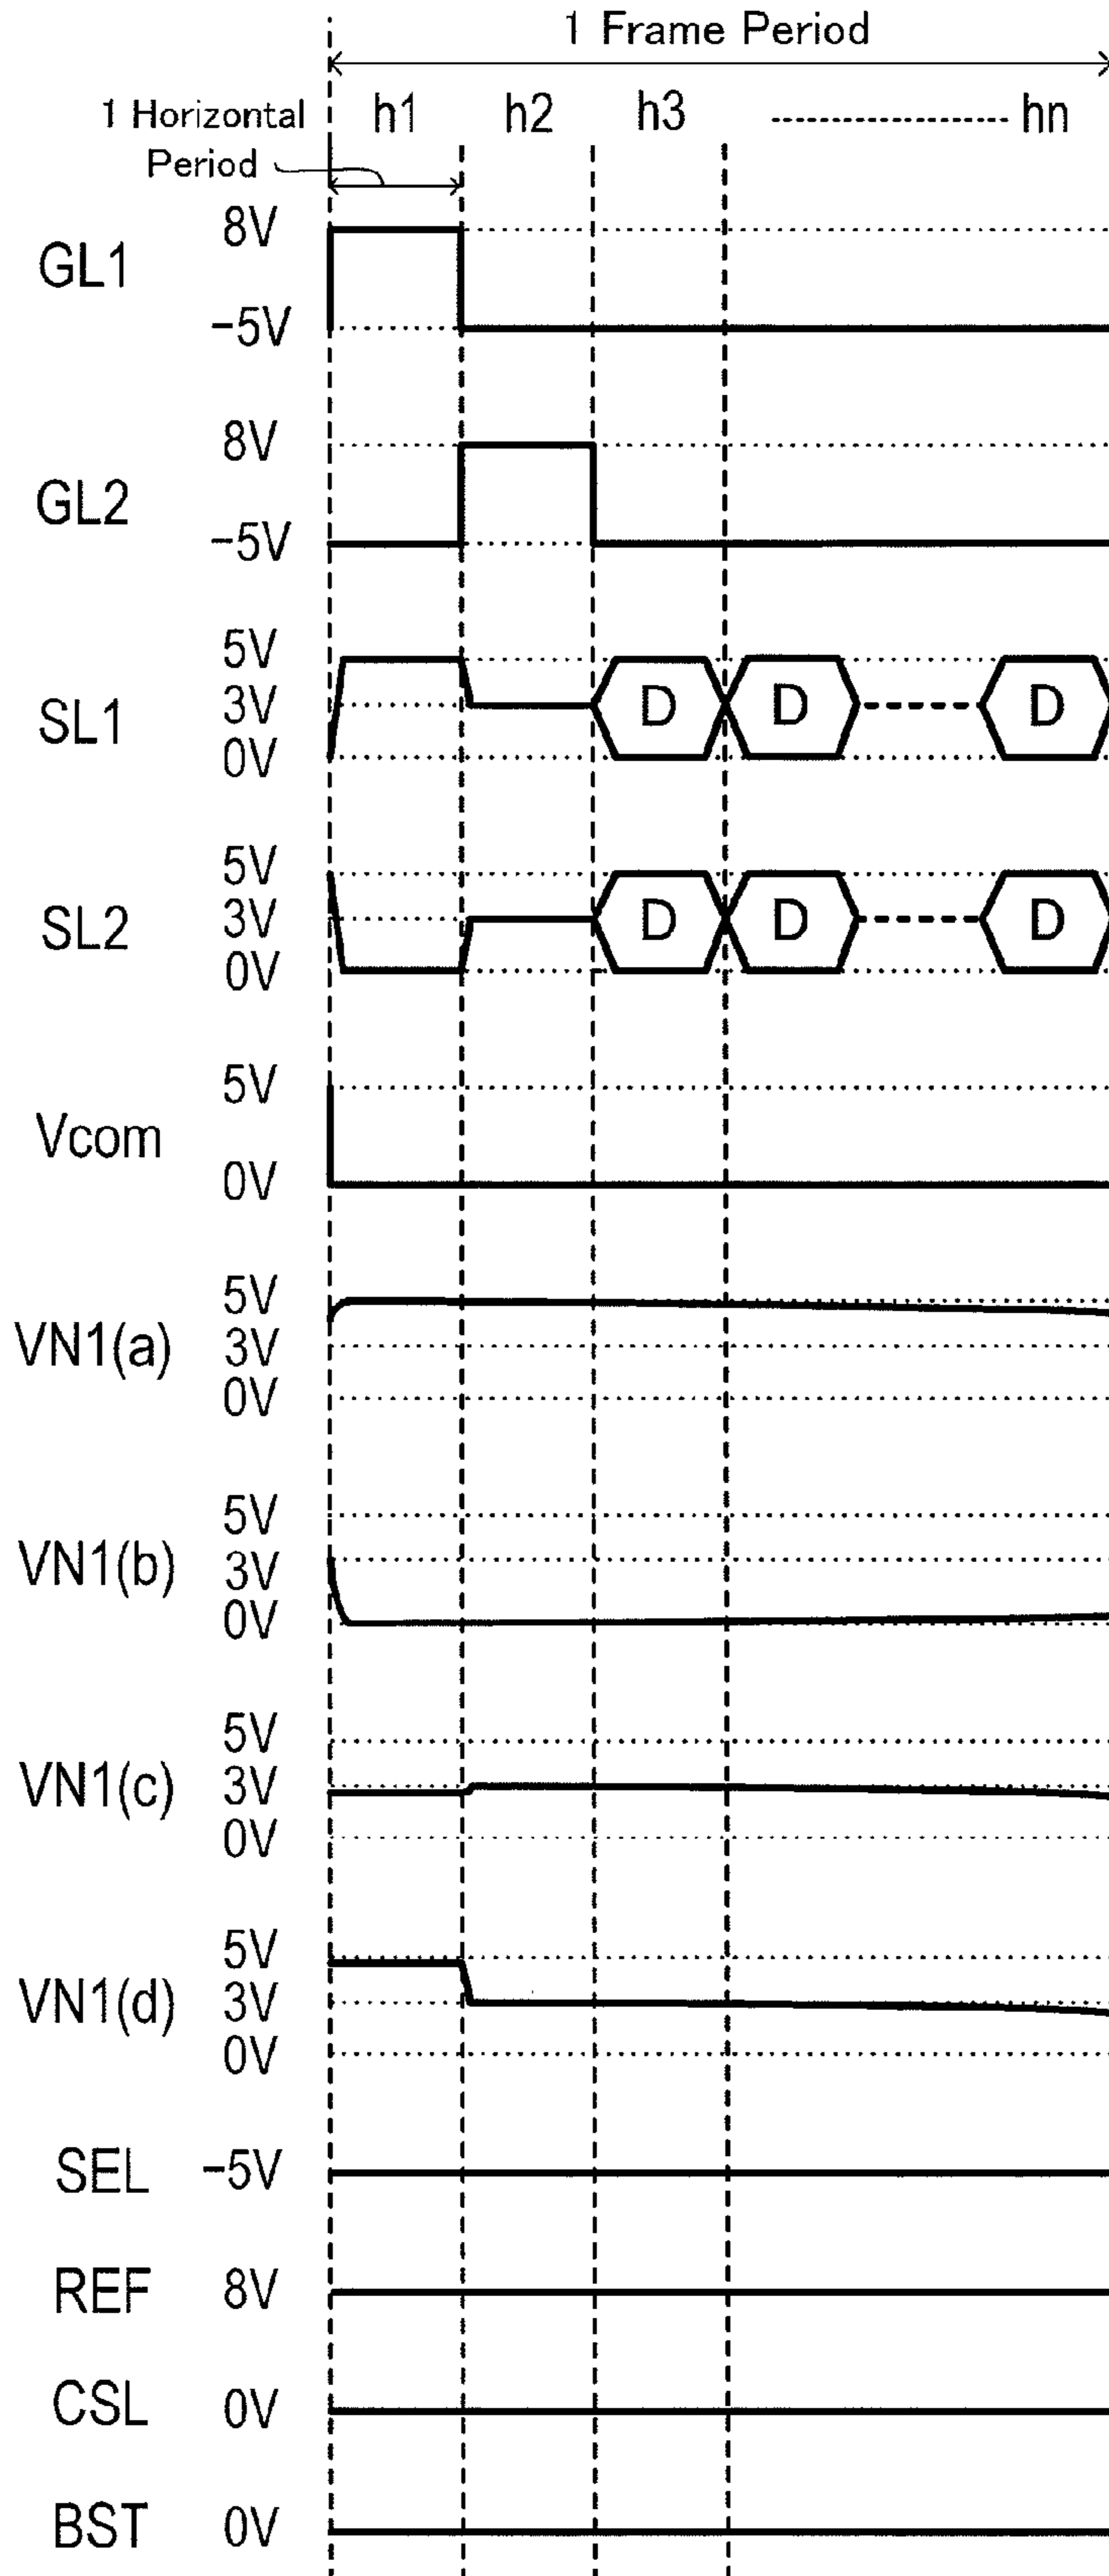 1 Frame Period
1 Horizontal Period h1 h2 h3 hn
GL1 8V -5V
GL2 8V -5V
SL1 5V 3V 0V D D D
SL2 5V 3V 0V D D D
Vcom 5V 0V
VN1(a) 5V 3V 0V
VN1(b) 5V 3V 0V
VN1(c) 5V 3V 0V
VN1(d) 5V 3V 0V
SEL -5V
REF 8V
CSL 0V
BST 0V